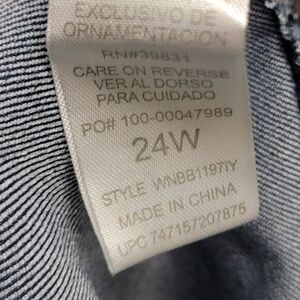 EXCLUSIVO DE
ORNAMENTACION
RN#39831
CARE ON REVERSE
VER AL DORSO
PARA CUIDADO
PO# 100-00047989
24W
STYLE WNBB1197IY
MADE IN CHINA
UPC 747157207875